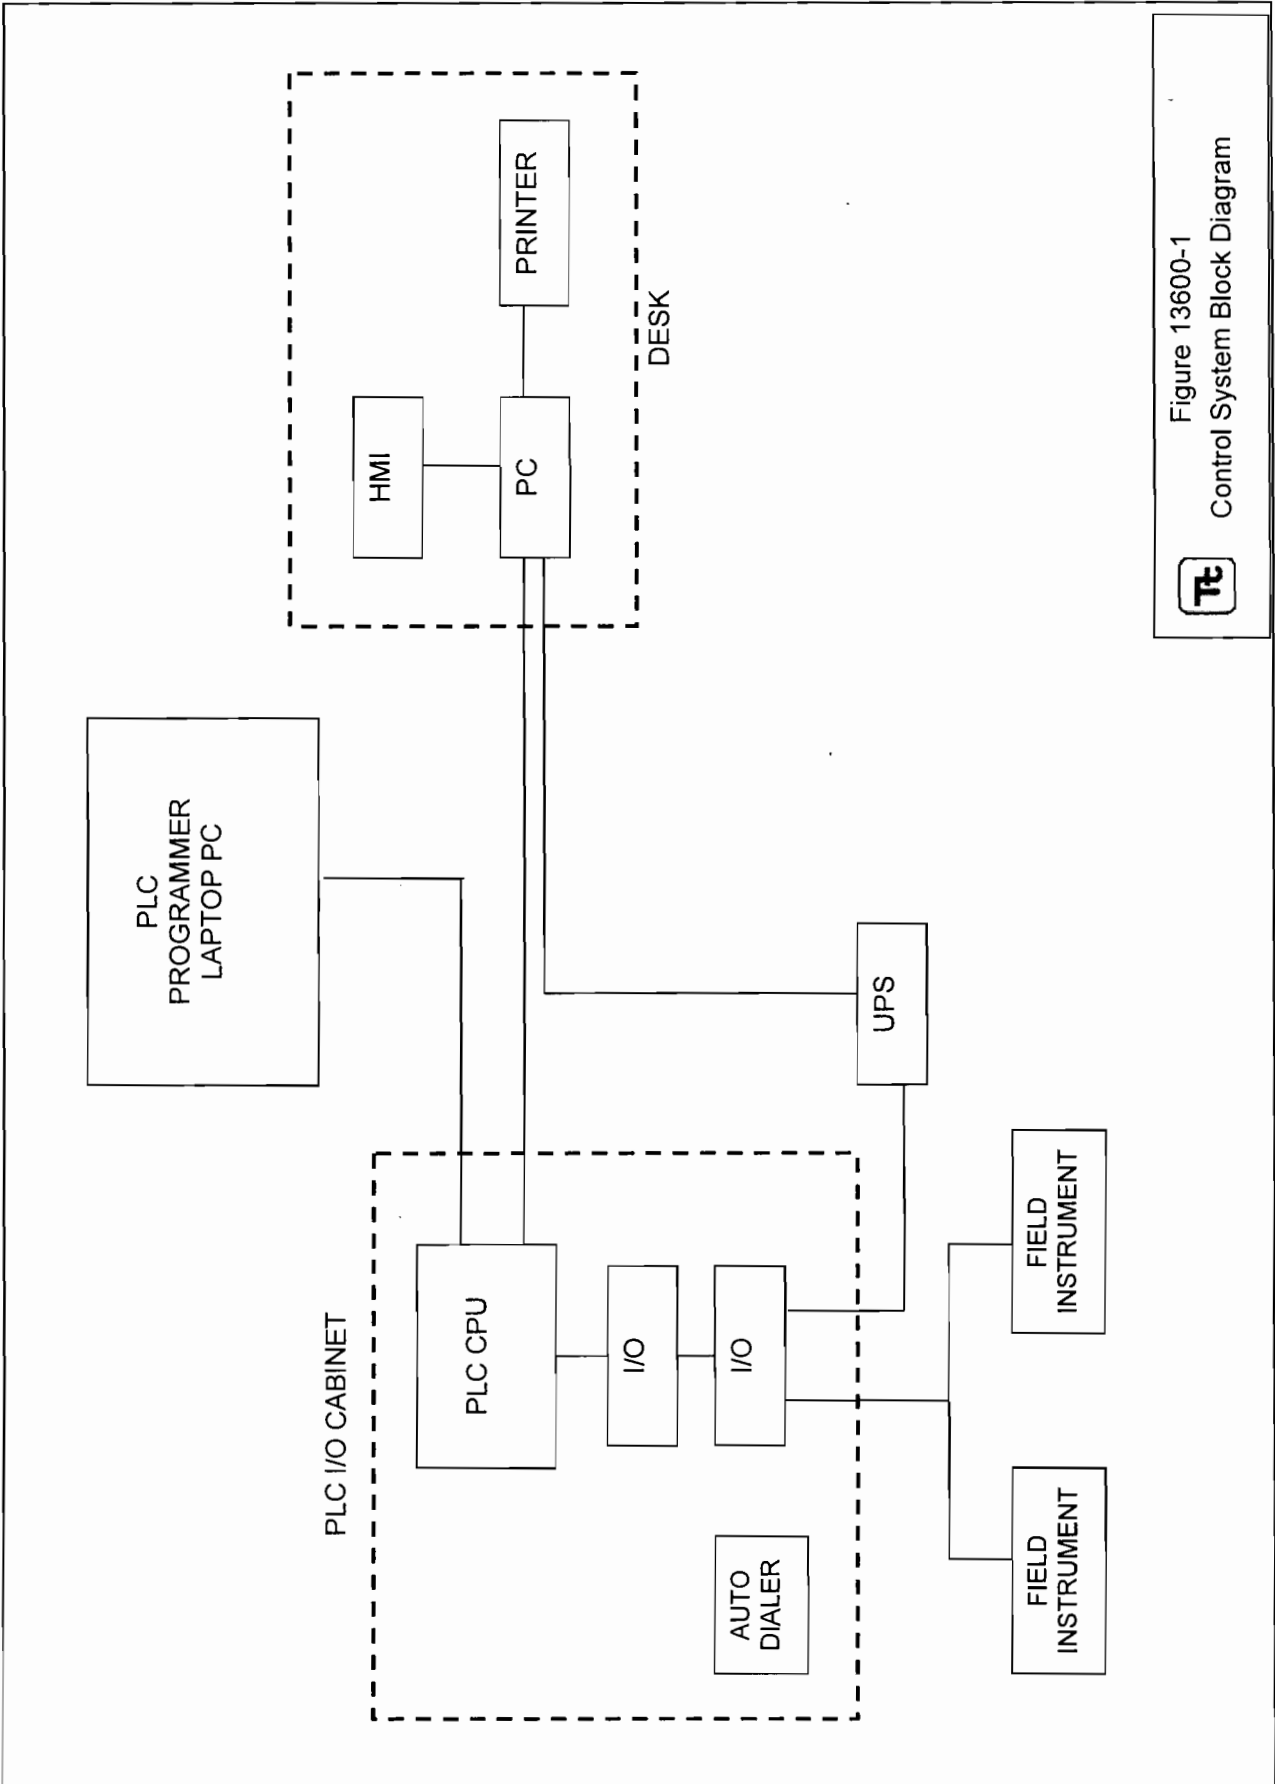 PLC
PROGRAMMER
LAPTOP PC
PLC I/O CABINET
HMI
PLC CPU
PC
PRINTER
I/O
DESK
I/O
AUTO
DIALER
UPS
FIELD
INSTRUMENT
FIELD
INSTRUMENT
Tt
Figure 13600-1
Control System Block Diagram